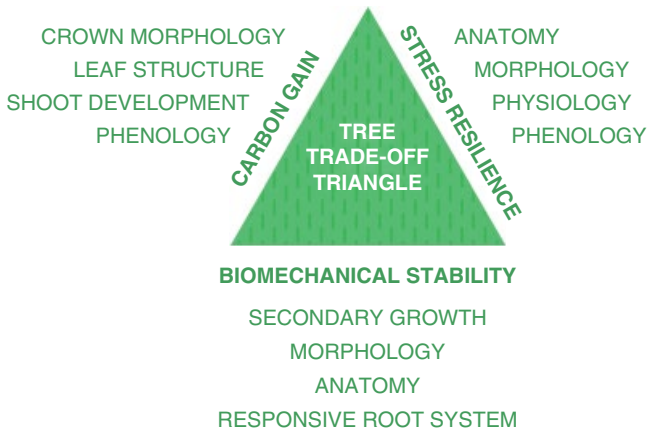 CROWN MORPHOLOGY
LEAF STRUCTURE
SHOOT DEVELOPMENT
PHENOLOGY
CARBON GAIN
TREE
TRADE-OFF
TRIANGLE
STRESS RESILIENCE
ANATOMY
MORPHOLOGY
PHYSIOLOGY
PHENOLOGY
BIOMECHANICAL STABILITY
SECONDARY GROWTH
MORPHOLOGY
ANATOMY
RESPONSIVE ROOT SYSTEM